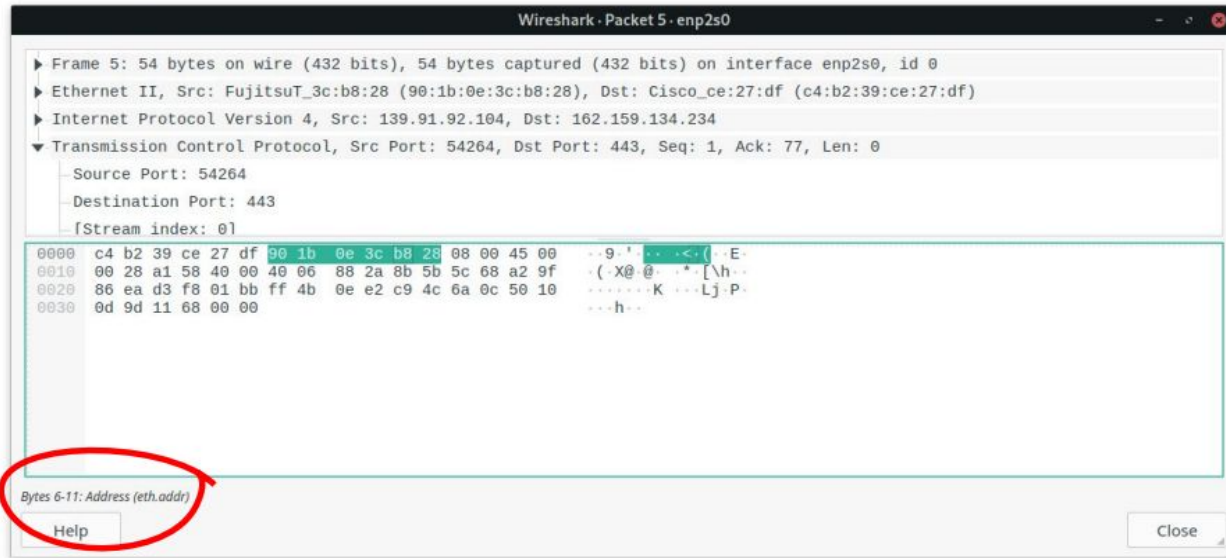 Wireshark · Packet 5 · enp2s0
Frame 5: 54 bytes on wire (432 bits), 54 bytes captured (432 bits) on interface enp2s0, id 0
Ethernet II, Src: FujitsuT_3c:b8:28 (90:1b:0e:3c:b8:28), Dst: Cisco_ce:27:df (c4:b2:39:ce:27:df)
Internet Protocol Version 4, Src: 139.91.92.104, Dst: 162.159.134.234
Transmission Control Protocol, Src Port: 54264, Dst Port: 443, Seq: 1, Ack: 77, Len: 0
Source Port: 54264
Destination Port: 443
[Stream index: 0]
0000 c4 b2 39 ce 27 df 90 1b 0e 3c b8 28 08 00 45 00 ··9·'··· ·<·(··E·
0010 00 28 a1 58 40 00 40 06 88 2a 8b 5b 5c 68 a2 9f ·(·X@·@· ·*·[\h··
0020 86 ea d3 f8 01 bb ff 4b 0e e2 c9 4c 6a 0c 50 10 ·······K ···Lj·P·
0030 0d 9d 11 68 00 00 ···h··
Bytes 6-11: Address (eth.addr)
Help
Close